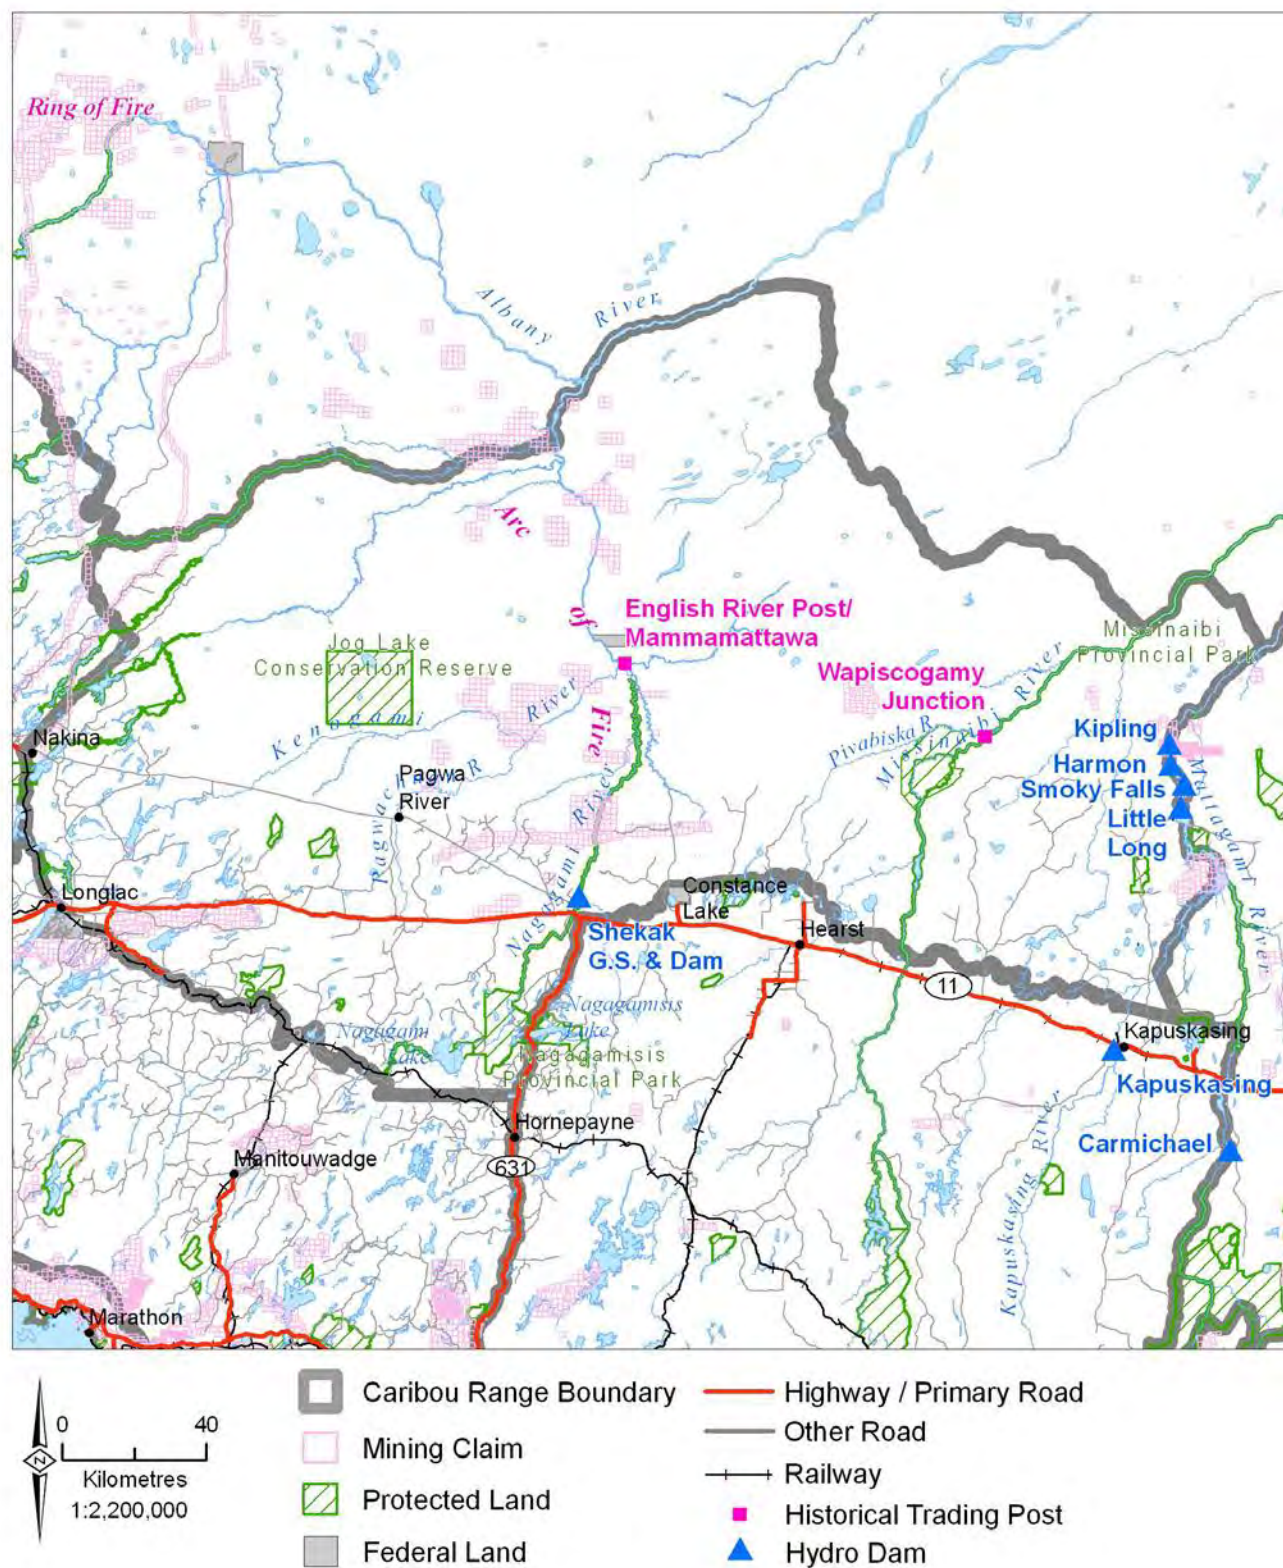 Ring of Fire
Albany
River
Arc
of
Fire
English River Post/
Mammamattawa
Jog Lake
Conservation Reserve
Missinaibi
Provincial Park
Wapiscogamy
Junction
Kenogami
River
Pivabiska R
Missinaibi
River
Nakina
Kipling
Harmon
Smoky Falls
Little
Long
Mattagami
River
Pagwa
River
Pagwachuan R
Nagagami
River
Longlac
Constance
Lake
Shekak
G.S. & Dam
Hearst
11
Nagagamisis
Lake
Nagagami
Lake
Nagagamisis
Provincial Park
Kapuskasing
Kapuskasing
Hornepayne
Carmichael
Manitouwadge
631
Kapuskasing River
Marathon
0 40
Kilometres
1:2,200,000
N
Caribou Range Boundary
Mining Claim
Protected Land
Federal Land
Highway / Primary Road
Other Road
Railway
Historical Trading Post
Hydro Dam